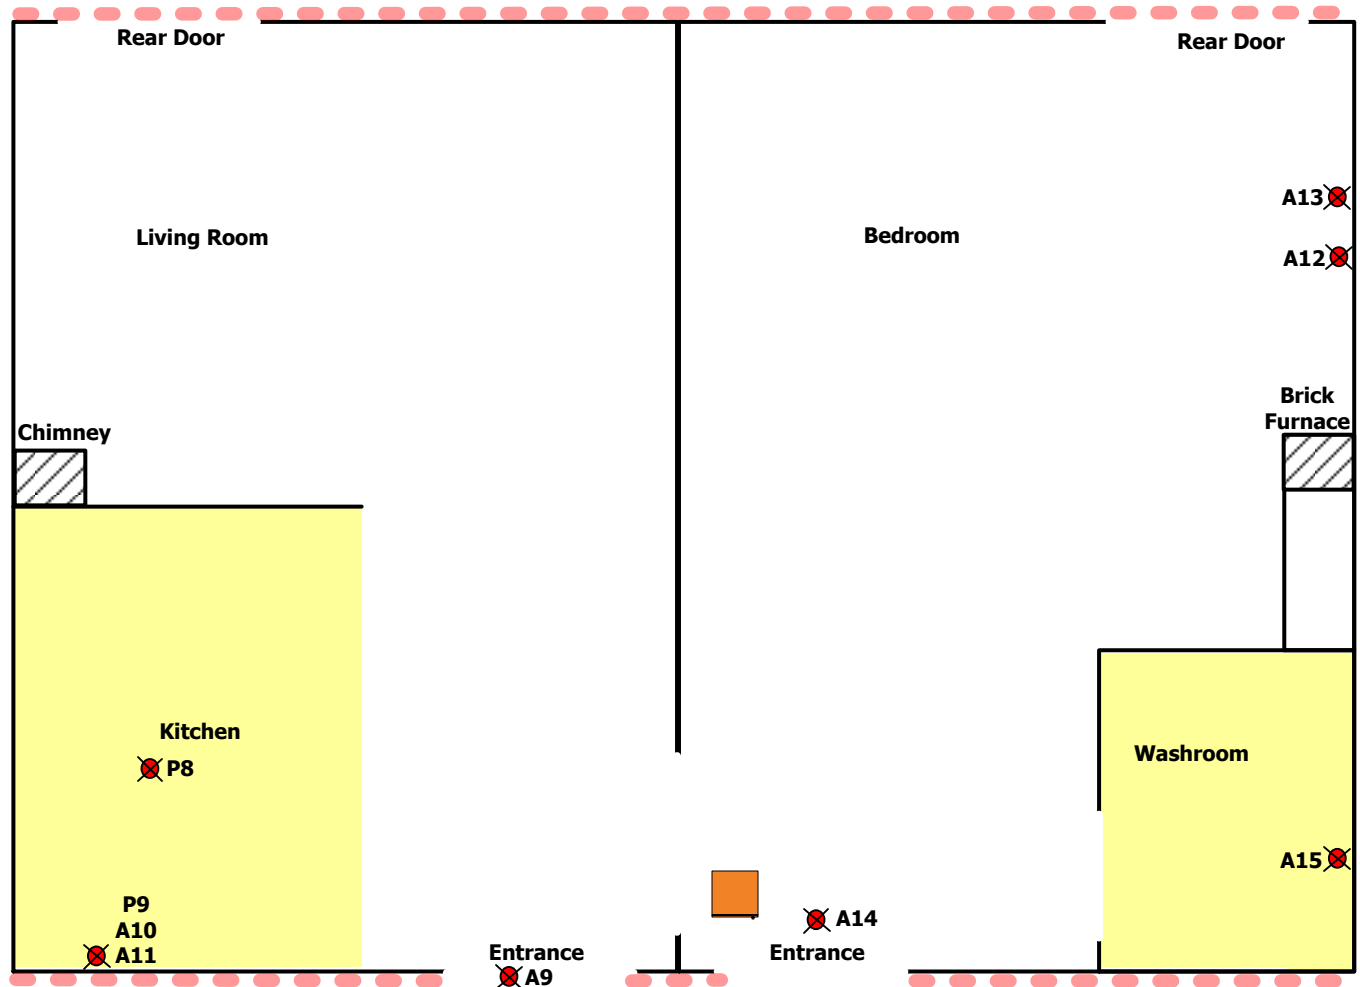 Rear Door
Rear Door
A13
Living Room
Bedroom
A12
Brick
Furnace
Chimney
Kitchen
P8
Washroom
A15
P9
A10
A11
A14
Entrance
Entrance
A9